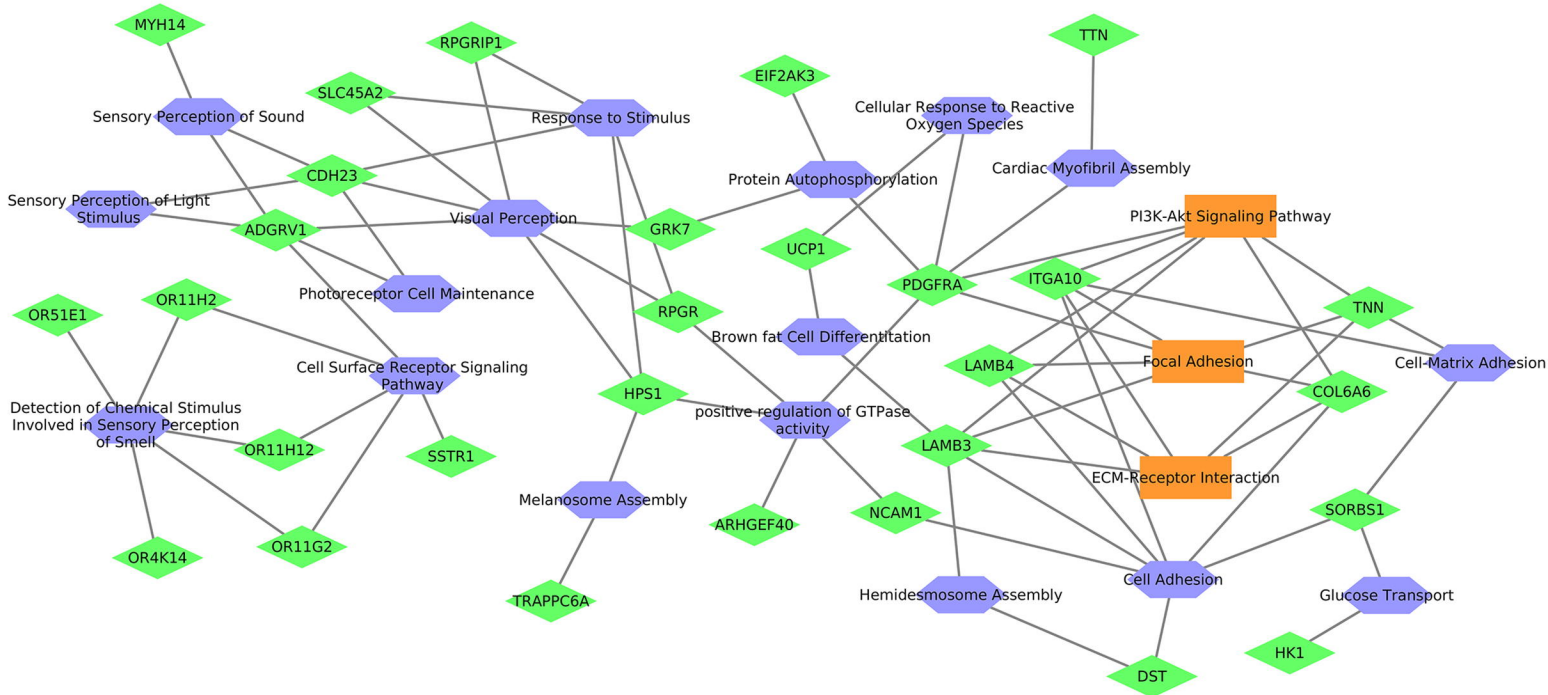 MYH14
RPGRIP1
TTN
EIF2AK3
SLC45A2
Sensory Perception of Sound
Response to Stimulus
Cellular Response to Reactive
Oxygen Species
CDH23
Protein Autophosphorylation
Cardiac Myofibril Assembly
Sensory Perception of Light
Stimulus
Visual Perception
PI3K-Akt Signaling Pathway
ADGRV1
GRK7
UCP1
PDGFRA
ITGA10
Photoreceptor Cell Maintenance
OR11H2
OR51E1
RPGR
TNN
Brown fat Cell Differentitation
LAMB4
Focal Adhesion
Cell-Matrix Adhesion
Cell Surface Receptor Signaling
Pathway
HPS1
COL6A6
Detection of Chemical Stimulus
Involved in Sensory Perception
of Smell
positive regulation of GTPase
activity
OR11H12
SSTR1
LAMB3
ECM-Receptor Interaction
Melanosome Assembly
NCAM1
SORBS1
ARHGEF40
OR4K14
OR11G2
TRAPPC6A
Hemidesmosome Assembly
Cell Adhesion
Glucose Transport
HK1
DST